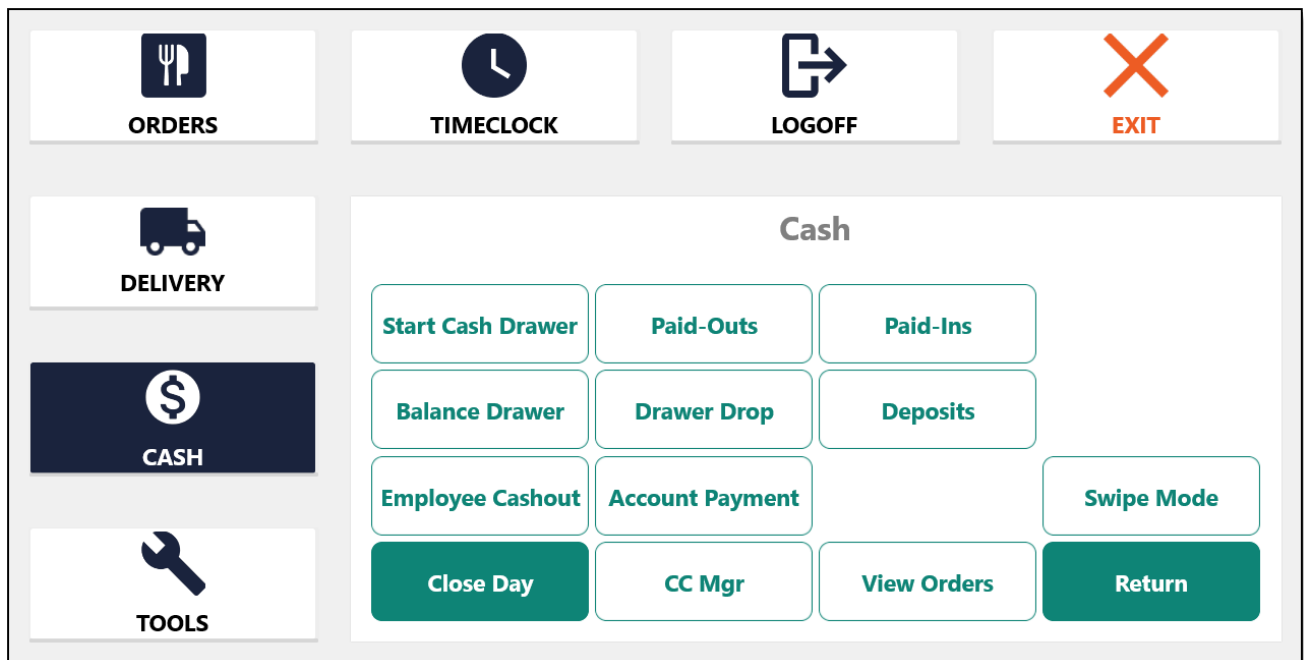 ORDERS
TIMECLOCK
LOGOFF
EXIT
DELIVERY
CASH
TOOLS
Cash
Start Cash Drawer
Paid-Outs
Paid-Ins
Balance Drawer
Drawer Drop
Deposits
Employee Cashout
Account Payment
Swipe Mode
Close Day
CC Mgr
View Orders
Return